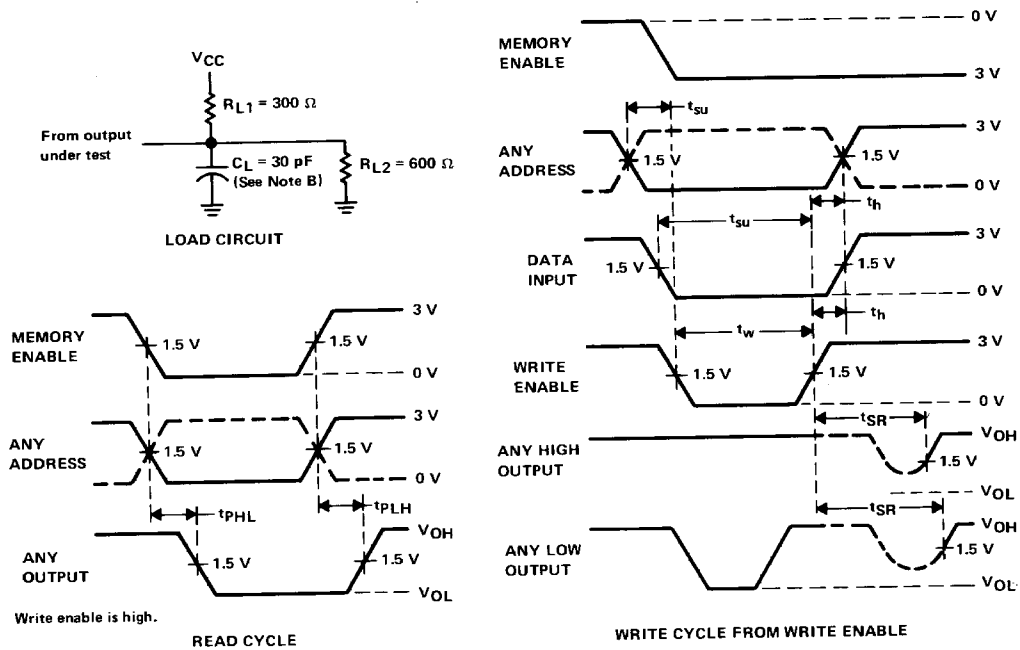 VCC
RL1 = 300 Ω
From output
under test
CL = 30 pF
(See Note B)
RL2 = 600 Ω
LOAD CIRCUIT
MEMORY
ENABLE
3 V
1.5 V
1.5 V
0 V
ANY
ADDRESS
3 V
1.5 V
1.5 V
0 V
tPHL
tPLH
ANY
OUTPUT
VOH
1.5 V
1.5 V
VOL
Write enable is high.
READ CYCLE
MEMORY
ENABLE
0 V
3 V
tsu
ANY
ADDRESS
3 V
1.5 V
1.5 V
0 V
th
tsu
DATA
INPUT
3 V
1.5 V
1.5 V
0 V
th
tw
WRITE
ENABLE
3 V
1.5 V
1.5 V
0 V
tSR
ANY HIGH
OUTPUT
VOH
1.5 V
VOL
tSR
ANY LOW
OUTPUT
VOH
1.5 V
VOL
WRITE CYCLE FROM WRITE ENABLE